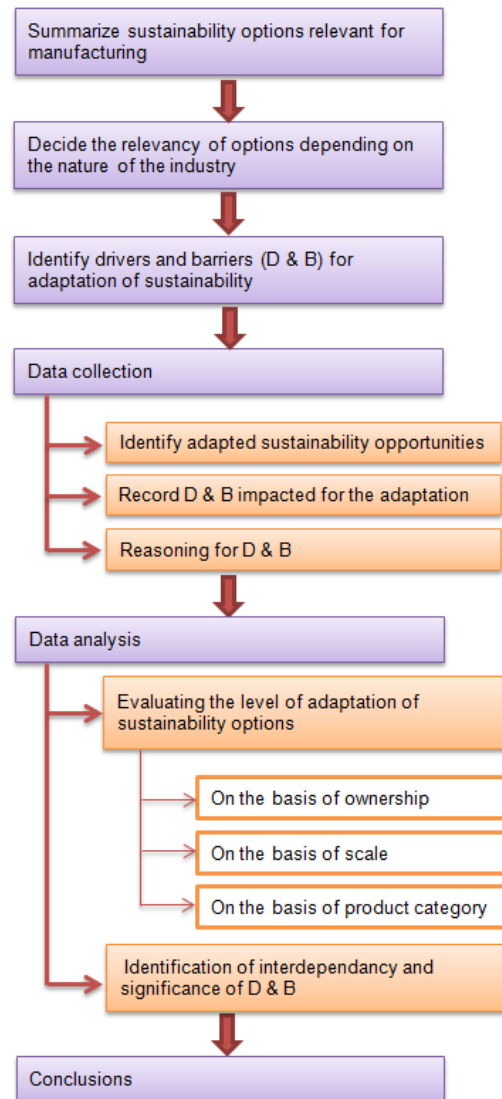 Summarize sustainability options relevant for
manufacturing
Decide the relevancy of options depending on
the nature of the industry
Identify drivers and barriers (D & B) for
adaptation of sustainability
Data collection
Identify adapted sustainability opportunities
Record D & B impacted for the adaptation
Reasoning for D & B
Data analysis
Evaluating the level of adaptation of
sustainability options
On the basis of ownership
On the basis of scale
On the basis of product category
Identification of interdependancy and
significance of D & B
Conclusions